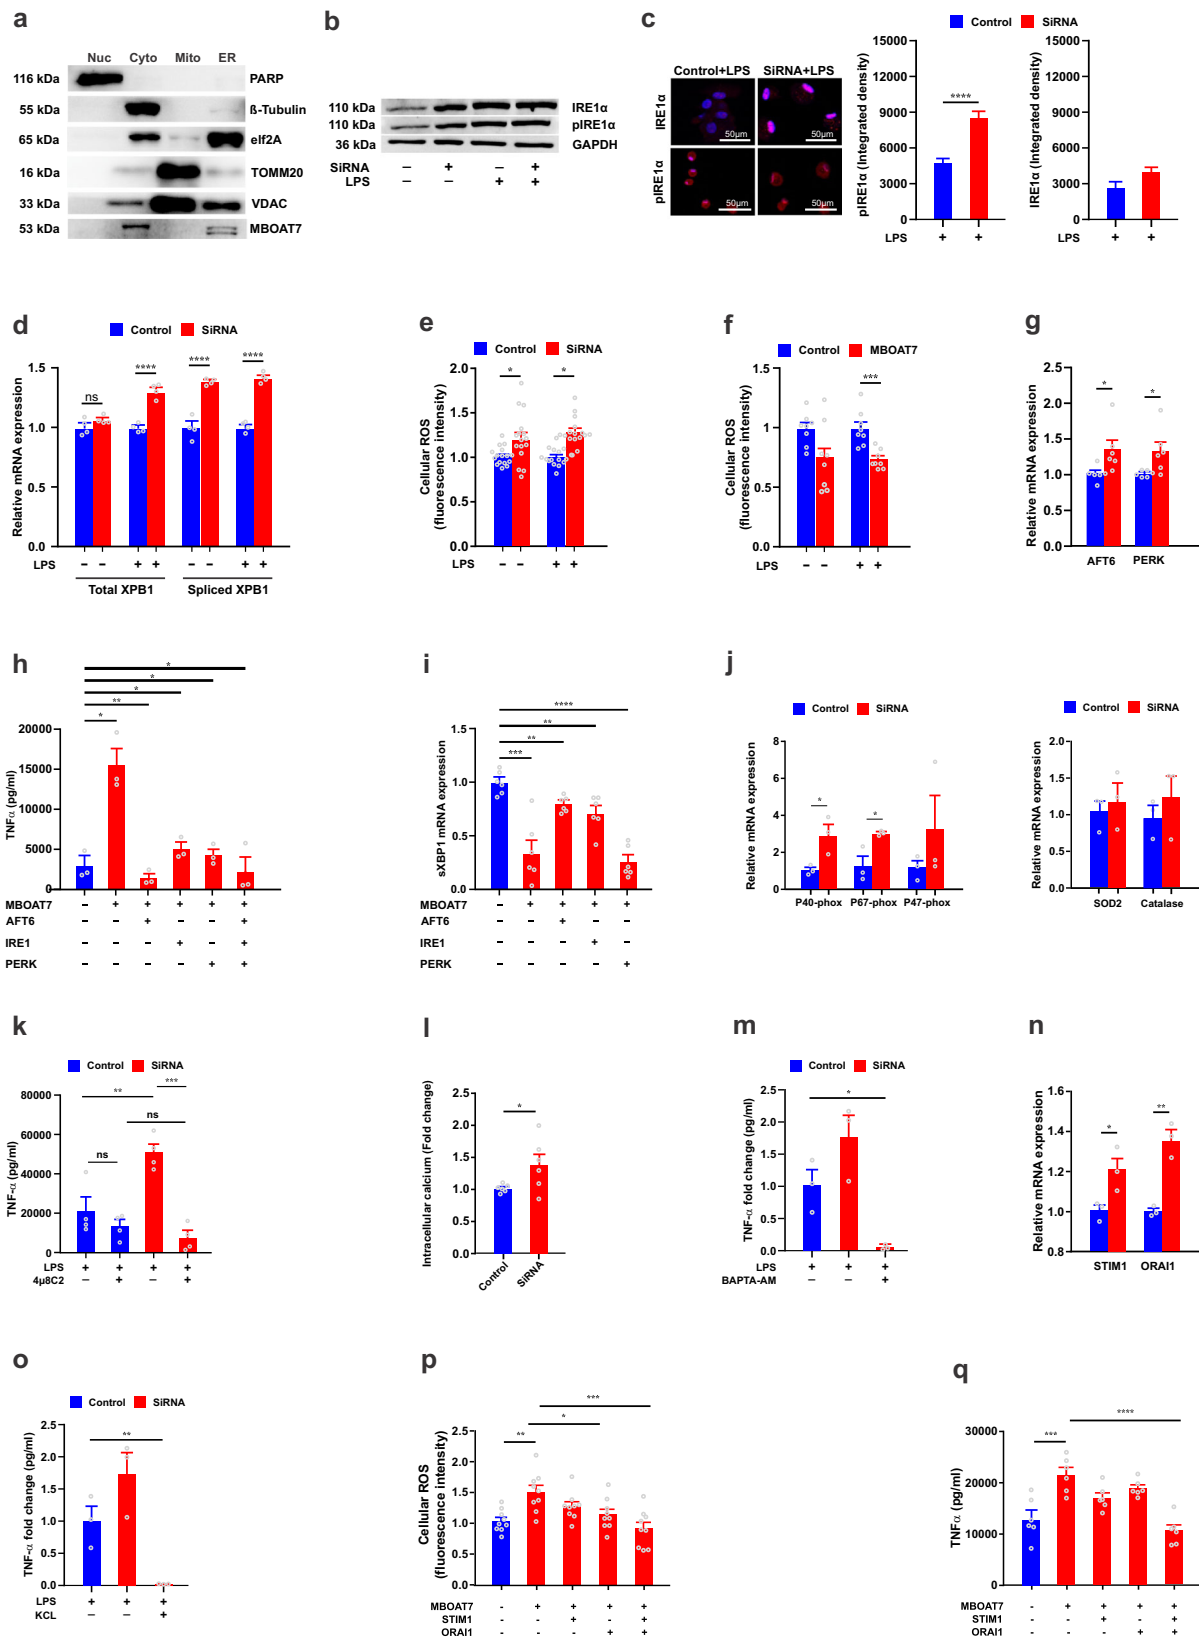 a
Nuc Cyto Mito ER
116 kDa PARP
55 kDa ß-Tubulin
65 kDa eIf2A
16 kDa TOMM20
33 kDa VDAC
53 kDa MBOAT7
b
110 kDa IRE1α
110 kDa pIRE1α
36 kDa GAPDH
SiRNA – + – +
LPS – – + +
c
Control+LPS SiRNA+LPS
IRE1α
50µm 50µm
pIRE1α
50µm 50µm
Control SiRNA
pIRE1α (Integrated density)
15000
12000
9000
6000
3000
0
****
LPS + +
IRE1α (Integrated density)
15000
12000
9000
6000
3000
0
LPS + +
d
Control SiRNA
Relative mRNA expression
1.5
1.0
0.5
0.0
ns **** **** ****
LPS – – + + – – + +
Total XPB1 Spliced XPB1
e
Control SiRNA
Cellular ROS
(fluorescence intensity)
2.0
1.5
1.0
0.5
0.0
* *
LPS – – + +
f
Control MBOAT7
Cellular ROS
(fluorescence intensity)
2.0
1.5
1.0
0.5
0.0
***
LPS – – + +
g
Relative mRNA expression
2.5
2.0
1.5
1.0
0.5
0.0
* *
AFT6 PERK
h
TNFα (pg/ml)
20000
15000
10000
5000
0
*
*
*
**
*
MBOAT7 – + + + + +
AFT6 – – + – – +
IRE1 – – – + – +
PERK – – – – + +
i
sXBP1 mRNA expression
1.5
1.0
0.5
0.0
****
**
**
***
MBOAT7 – + + + +
AFT6 – – + – –
IRE1 – – – + –
PERK – – – – +
j
Control SiRNA
Relative mRNA expression
8
6
4
2
0
* *
P40-phox P67-phox P47-phox
Control SiRNA
Relative mRNA expression
2.0
1.5
1.0
0.5
0.0
SOD2 Catalase
k
Control SiRNA
TNF-α (pg/ml)
80000
60000
40000
20000
0
** ***
ns
ns
LPS + + + +
4µ8C2 – + – +
l
Intracellular calcium (Fold change)
2.0
1.5
1.0
0.5
0.0
*
Control SiRNA
m
Control SiRNA
TNF-α fold change (pg/ml)
2.5
2.0
1.5
1.0
0.5
0.0
*
LPS + + +
BAPTA-AM – – +
n
Relative mRNA expression
1.6
1.4
1.2
1.0
0.8
* **
STIM1 ORAI1
o
Control SiRNA
TNF-α fold change (pg/ml)
2.5
2.0
1.5
1.0
0.5
0.0
**
LPS + + +
KCL – – +
p
Cellular ROS
(fluorescence intensity)
2.5
2.0
1.5
1.0
0.5
0.0
***
*
**
MBOAT7 - + + + +
STIM1 - - + - +
ORAI1 - - - + +
q
TNFα (pg/ml)
30000
20000
10000
0
****
***
MBOAT7 - + + + +
STIM1 - - + - +
ORAI1 - - - + +